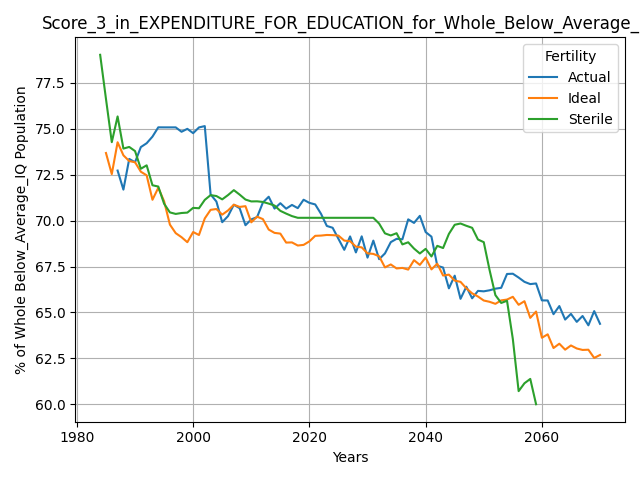 Score_3_in_EXPENDITURE_FOR_EDUCATION_for_Whole_Below_Average_
Fertility
Actual
Ideal
Sterile
% of Whole Below_Average_IQ Population
77.5
75.0
72.5
70.0
67.5
65.0
62.5
60.0
1980
2000
2020
2040
2060
Years